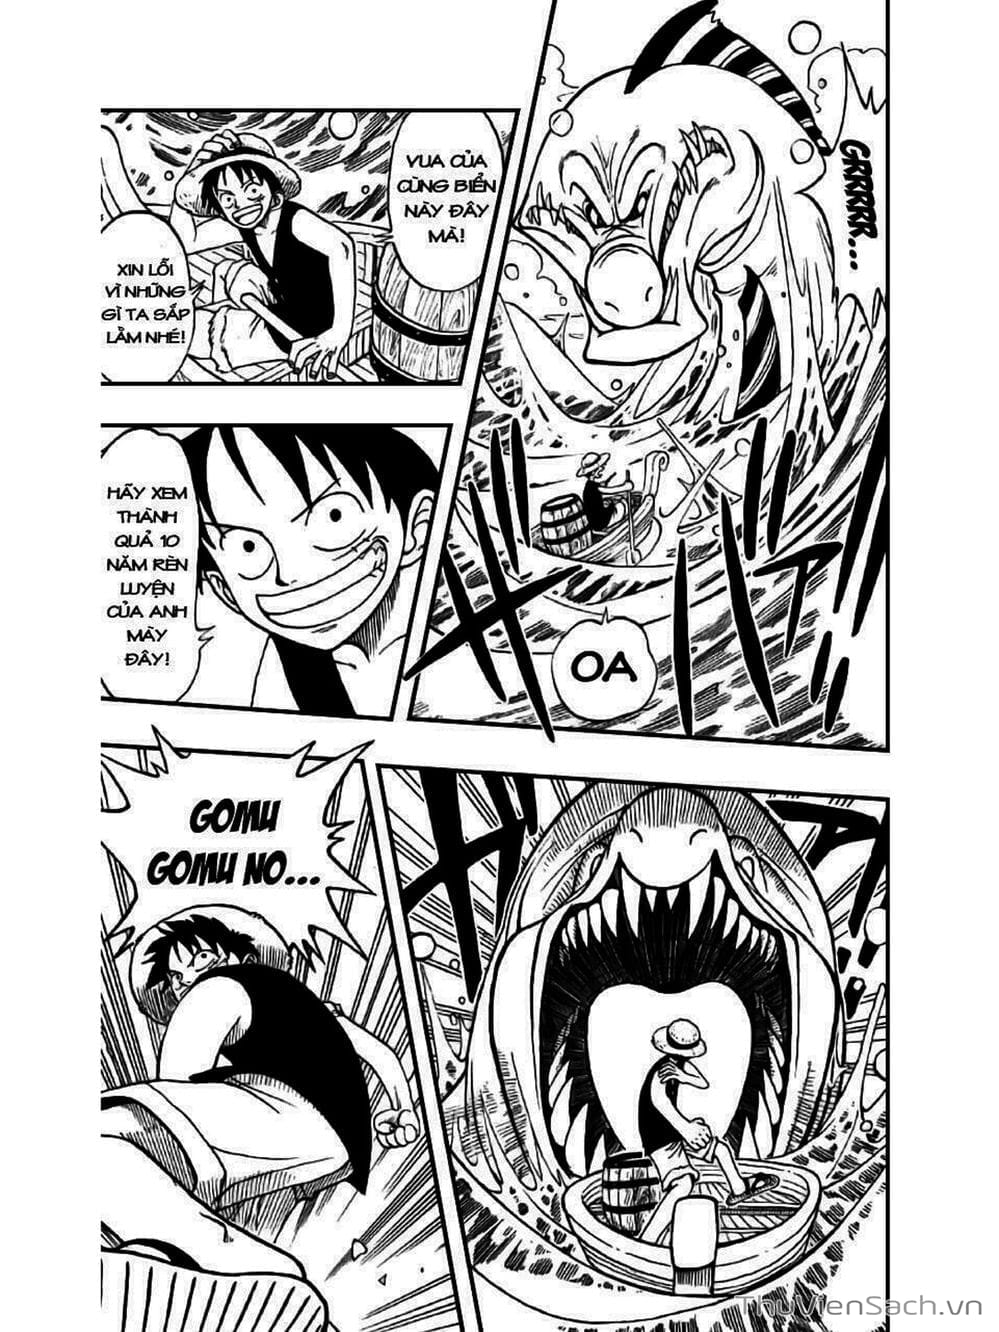 GRRRRR...
OA
VUA CỦA
CÙNG BIỂN
NÀY ĐÂY
MÀ!
XIN LỖI
VÌ NHỮNG
GÌ TA SẮP
LẰM NHÉ!
HÃY XEM
THÀNH
QUẢ 10
NĂM RÈN
LUYỆN
CỦA ANH
MÀY
ĐÂY!
GOMU
GOMU NO...
ThuVienSach.vn